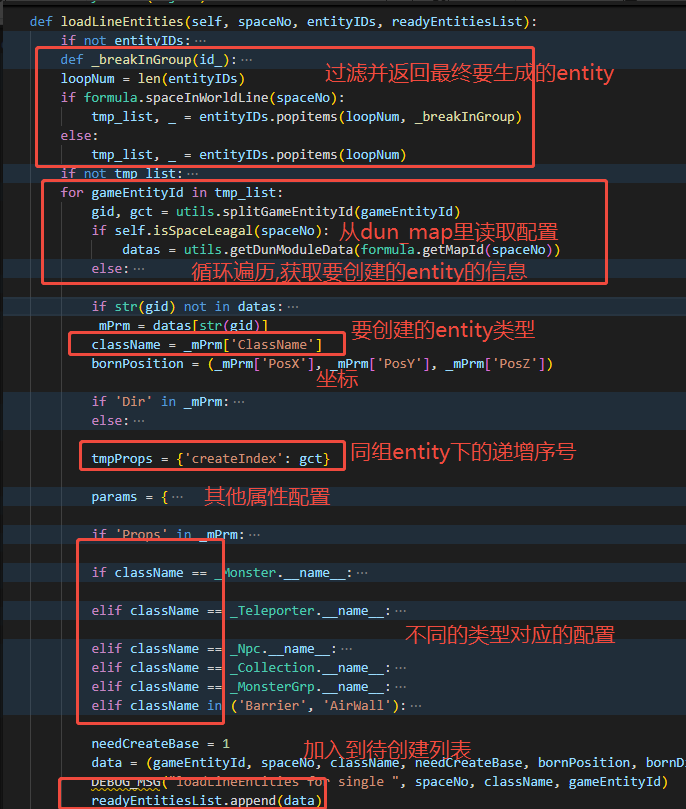 def loadLineEntities(self, spaceNo, entityIDs, readyEntitiesList):
if not entityIDs:⋯
def _breakInGroup(id_):⋯
loopNum = len(entityIDs)
过滤并返回最终要生成的entity
if formula.spaceInWorldLine(spaceNo):
tmp_list, _ = entityIDs.popitems(loopNum, _breakInGroup)
else:
tmp_list, _ = entityIDs.popitems(loopNum)
if not tmp_list:⋯
for gameEntityId in tmp_list:
gid, gct = utils.splitGameEntityId(gameEntityId)
if self.isSpaceLeagal(spaceNo):
从dun_map里读取配置
datas = utils.getDunModuleData(formula.getMapId(spaceNo))
else:⋯
循环遍历,获取要创建的entity的信息
if str(gid) not in datas:⋯
_mPrm = datas[str(gid)]
要创建的entity类型
className = _mPrm['ClassName']
bornPosition = (_mPrm['PosX'], _mPrm['PosY'], _mPrm['PosZ'])
坐标
if 'Dir' in _mPrm:⋯
else:⋯
tmpProps = {'createIndex': gct}
同组entity下的递增序号
params = {⋯
其他属性配置
if 'Props' in _mPrm:⋯
if className == _Monster.__name__:⋯
elif className == _Teleporter.__name__:⋯
不同的类型对应的配置
elif className == _Npc.__name__:⋯
elif className == _Collection.__name__:⋯
elif className == _MonsterGrp.__name__:⋯
elif className in ('Barrier', 'AirWall'):⋯
needCreateBase = 1
加入到待创建列表
data = (gameEntityId, spaceNo, className, needCreateBase, bornPosition, bornD
DEBUG_MSG("loadLineEntities for single ", spaceNo, className, gameEntityId)
readyEntitiesList.append(data)